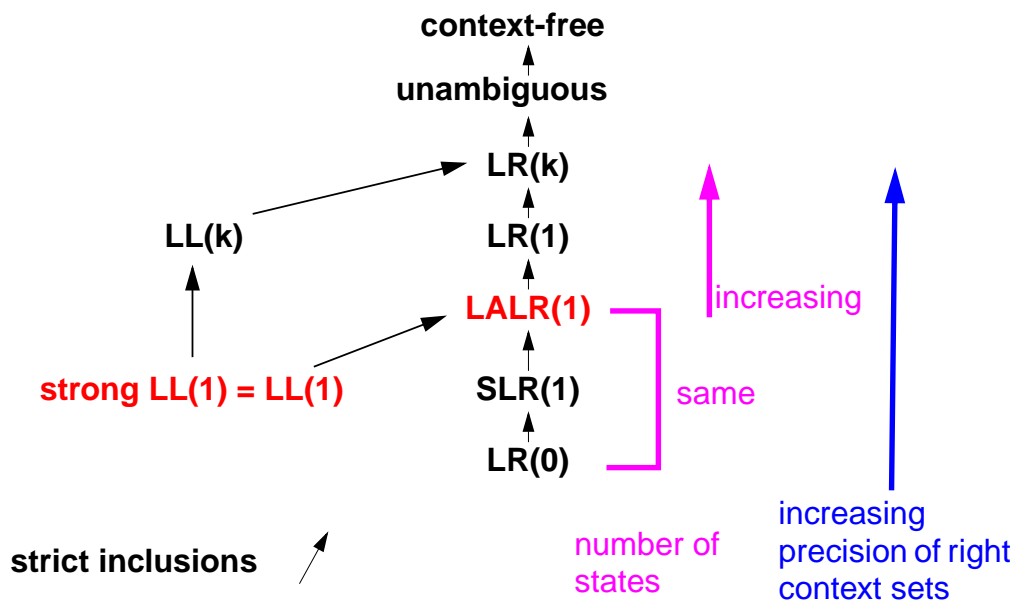 context-free
unambiguous
LR(k)
LL(k)
LR(1)
LALR(1)
increasing
strong LL(1) = LL(1)
SLR(1)
same
LR(0)
strict inclusions
number of
states
increasing
precision of right
context sets